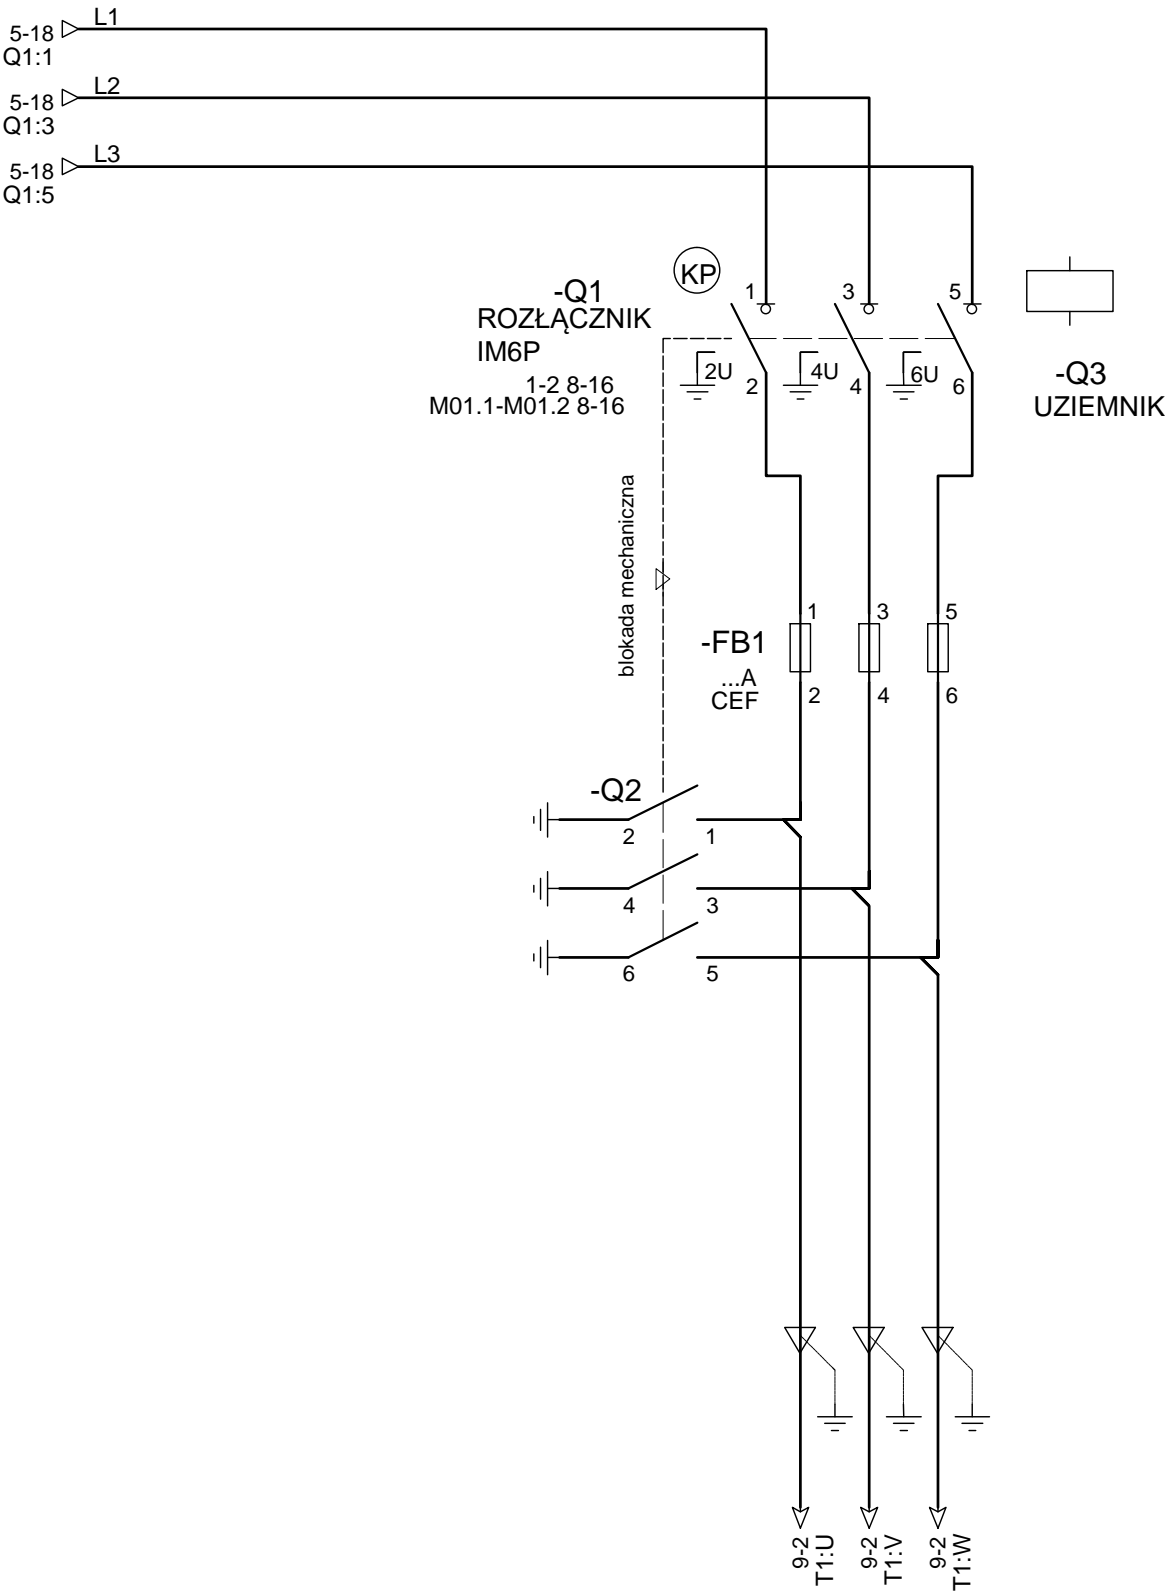 L1
5-18
Q1:1
L2
5-18
Q1:3
L3
5-18
Q1:5
KP
-Q1
ROZŁĄCZNIK
IM6P
1-2 8-16
M01.1-M01.2 8-16
1
3
5
2U
4U
6U
2
4
6
-Q3
UZIEMNIK
blokada mechaniczna
-FB1
...A
CEF
1
3
5
2
4
6
-Q2
2
1
4
3
6
5
9-2
T1:U
9-2
T1:V
9-2
T1:W